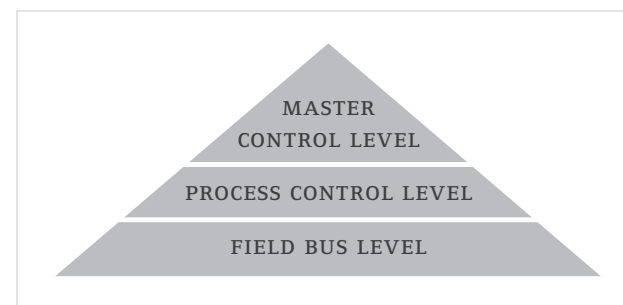 MASTER
CONTROL LEVEL
PROCESS CONTROL LEVEL
FIELD BUS LEVEL